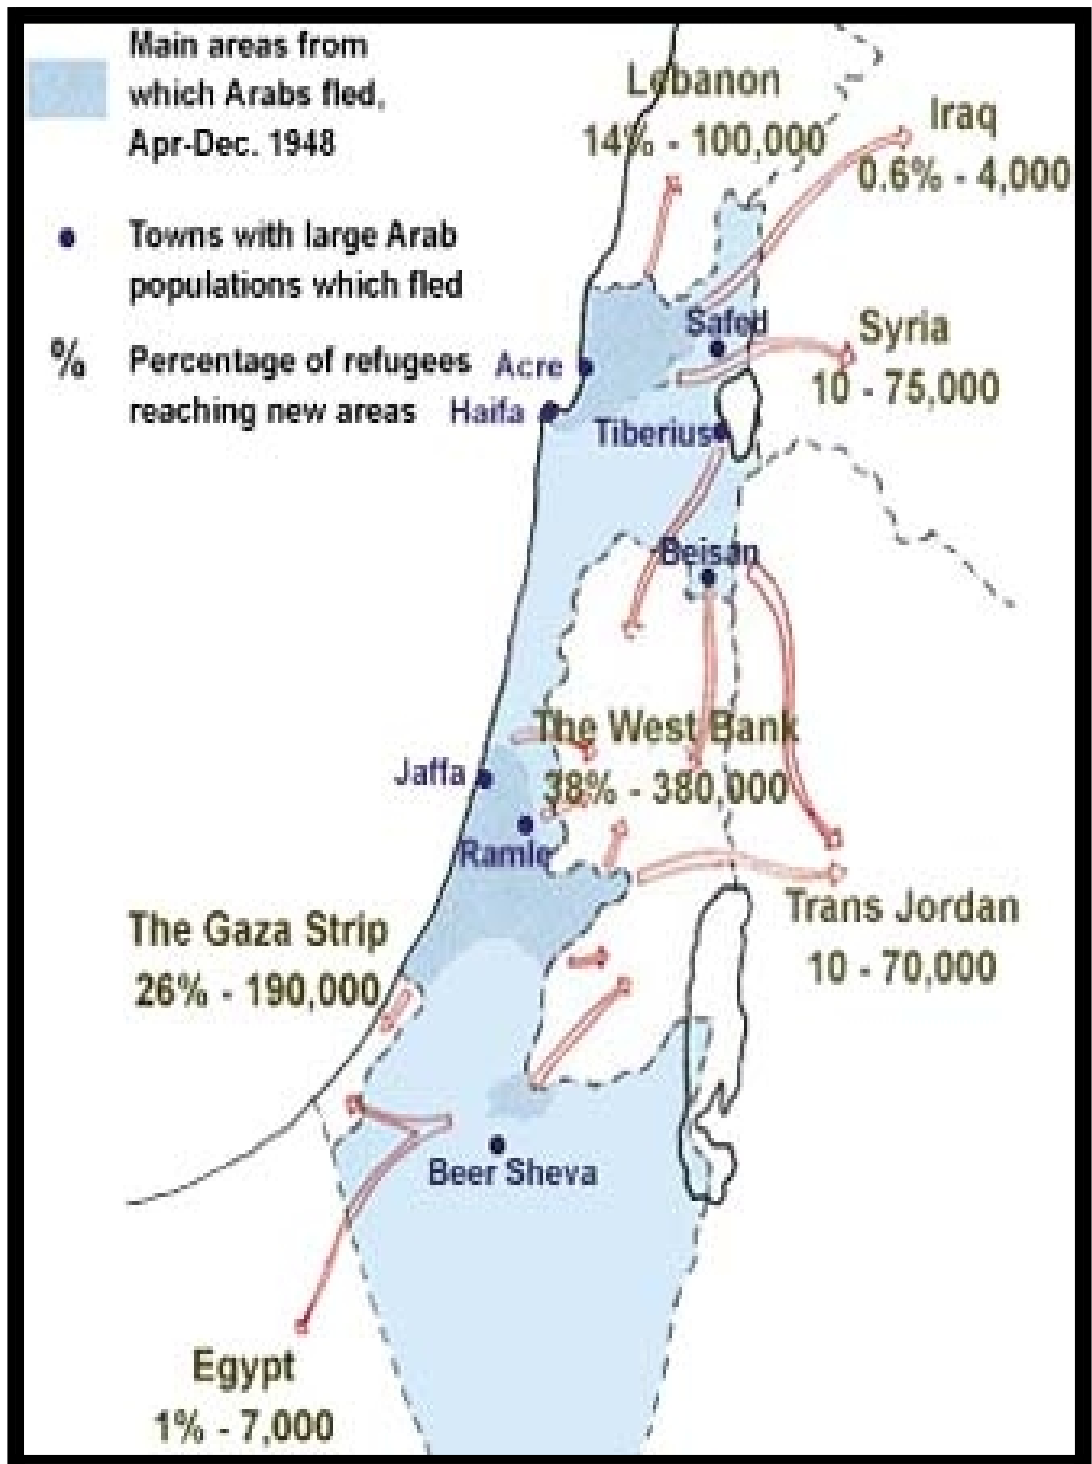 Main areas from
which Arabs fled,
Apr-Dec. 1948
Towns with large Arab
populations which fled
%
Percentage of refugees
reaching new areas
Lebanon
14% - 100,000
Iraq
0.6% - 4,000
Safed
Syria
10 - 75,000
Acre
Haifa
Tiberius
Beisan
The West Bank
38% - 380,000
Jaffa
Ramle
Trans Jordan
10 - 70,000
The Gaza Strip
26% - 190,000
Beer Sheva
Egypt
1% - 7,000